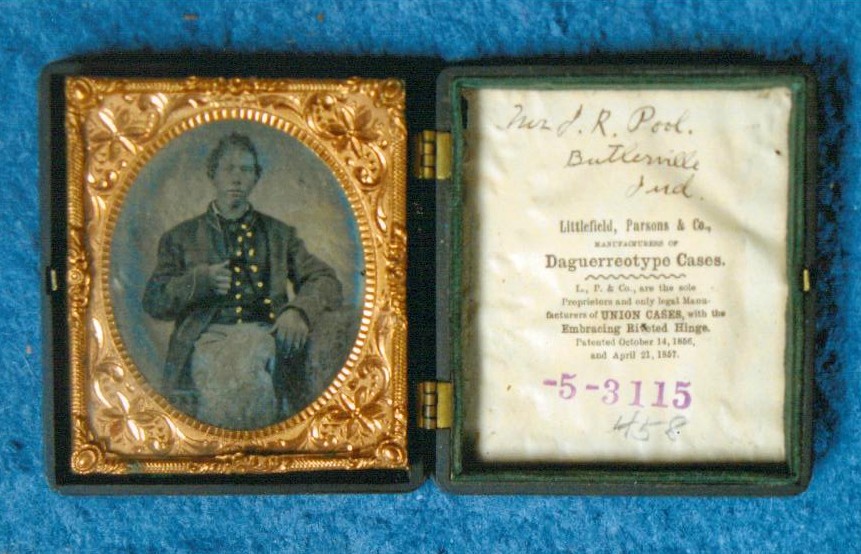 Mrs J. R. Pool.
Butlerville
Ind.
Littlefield, Parsons & Co.,
MANUFACTURERS OF
Daguerreotype Cases.
L., P. & Co., are the sole
Proprietors and only legal Manu-
facturers of UNION CASES, with the
Embracing Riveted Hinge.
Patented October 14, 1856,
and April 21, 1857.
-5-3115
458